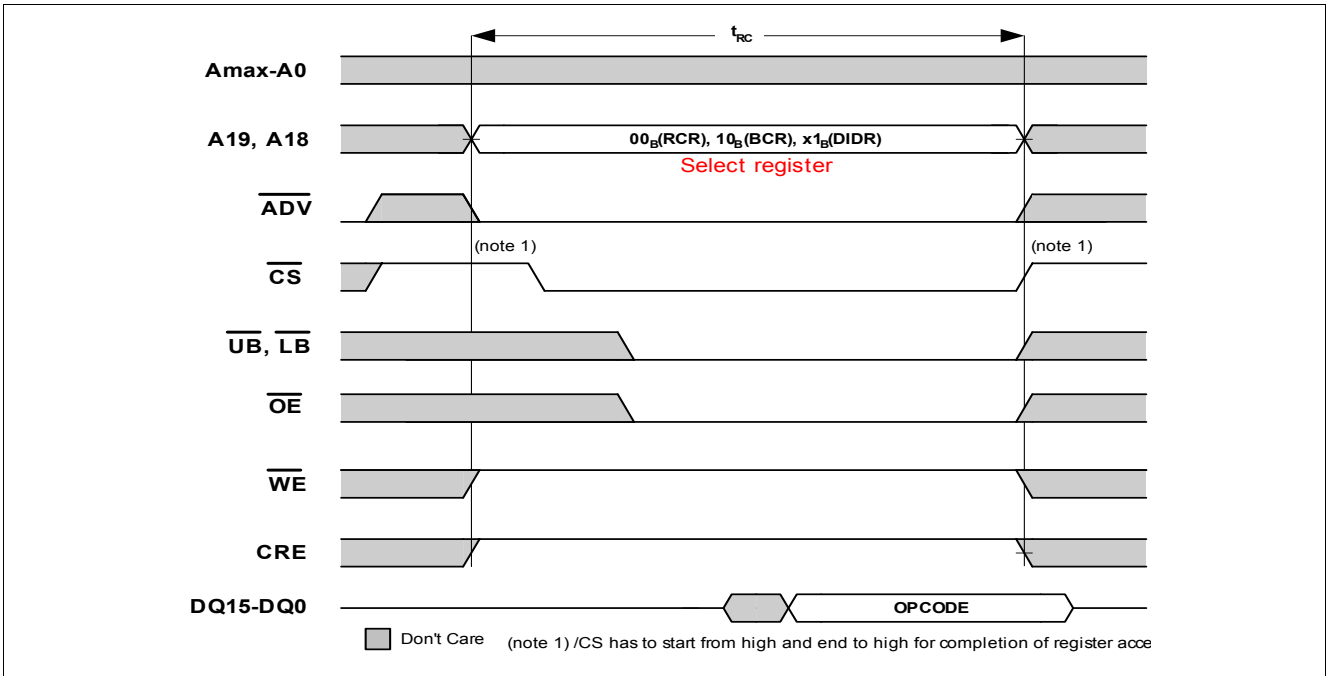 tRC
Amax-A0
A19, A18
00B(RCR), 10B(BCR), x1B(DIDR)
Select register
ADV
(note 1)
(note 1)
CS
UB, LB
OE
WE
CRE
DQ15-DQ0
OPCODE
Don't Care
(note 1) /CS has to start from high and end to high for completion of register acce